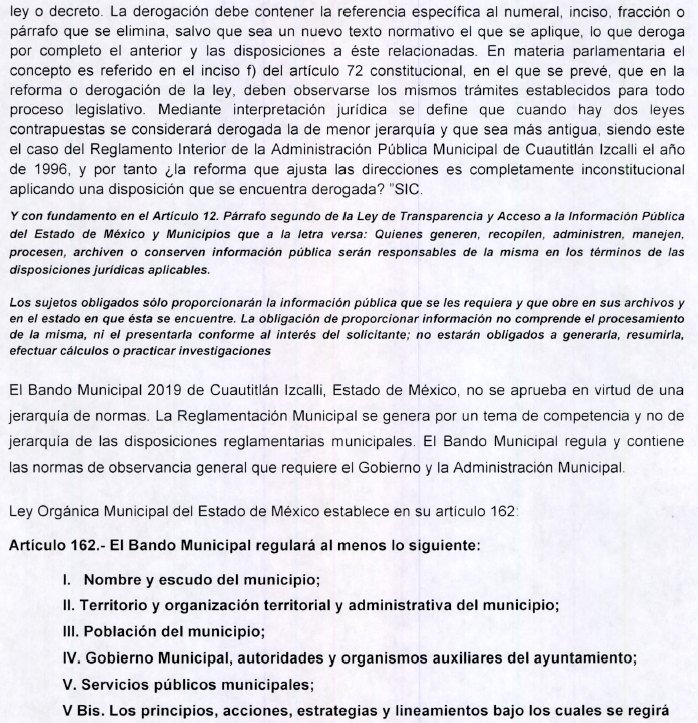 ley o decreto. La derogación debe contener la referencia específica al numeral, inciso, fracción o
párrafo que se elimina, salvo que sea un nuevo texto normativo el que se aplique, lo que deroga
por completo el anterior y las disposiciones a éste relacionadas. En materia parlamentaria el
concepto es referido en el inciso f) del artículo 72 constitucional, en el que se prevé, que en la
reforma o derogación de la ley, deben observarse los mismos trámites establecidos para todo
proceso legislativo. Mediante interpretación jurídica se define que cuando hay dos leyes
contrapuestas se considerará derogada la de menor jerarquía y que sea más antigua, siendo este
el caso del Reglamento Interior de la Administración Pública Municipal de Cuautitlán Izcalli el año
de 1996, y por tanto ¿la reforma que ajusta las direcciones es completamente inconstitucional
aplicando una disposición que se encuentra derogada? "SIC.
Y con fundamento en el Artículo 12. Párrafo segundo de la Ley de Transparencia y Acceso a la Información Pública
del Estado de México y Municipios que a la letra versa: Quienes generen, recopilen, administren, manejen,
procesen, archiven o conserven información pública serán responsables de la misma en los términos de las
disposiciones jurídicas aplicables.
Los sujetos obligados sólo proporcionarán la información pública que se les requiera y que obre en sus archivos y
en el estado en que ésta se encuentre. La obligación de proporcionar información no comprende el procesamiento
de la misma, ni el presentarla conforme al interés del solicitante; no estarán obligados a generarla, resumirla,
efectuar cálculos o practicar investigaciones
El Bando Municipal 2019 de Cuautitlán Izcalli, Estado de México, no se aprueba en virtud de una
jerarquía de normas. La Reglamentación Municipal se genera por un tema de competencia y no de
jerarquía de las disposiciones reglamentarias municipales. El Bando Municipal regula y contiene
las normas de observancia general que requiere el Gobierno y la Administración Municipal.
Ley Orgánica Municipal del Estado de México establece en su artículo 162:
Artículo 162.- El Bando Municipal regulará al menos lo siguiente:
I. Nombre y escudo del municipio;
II. Territorio y organización territorial y administrativa del municipio;
III. Población del municipio;
IV. Gobierno Municipal, autoridades y organismos auxiliares del ayuntamiento;
V. Servicios públicos municipales;
V Bis. Los principios, acciones, estrategias y lineamientos bajo los cuales se regirá